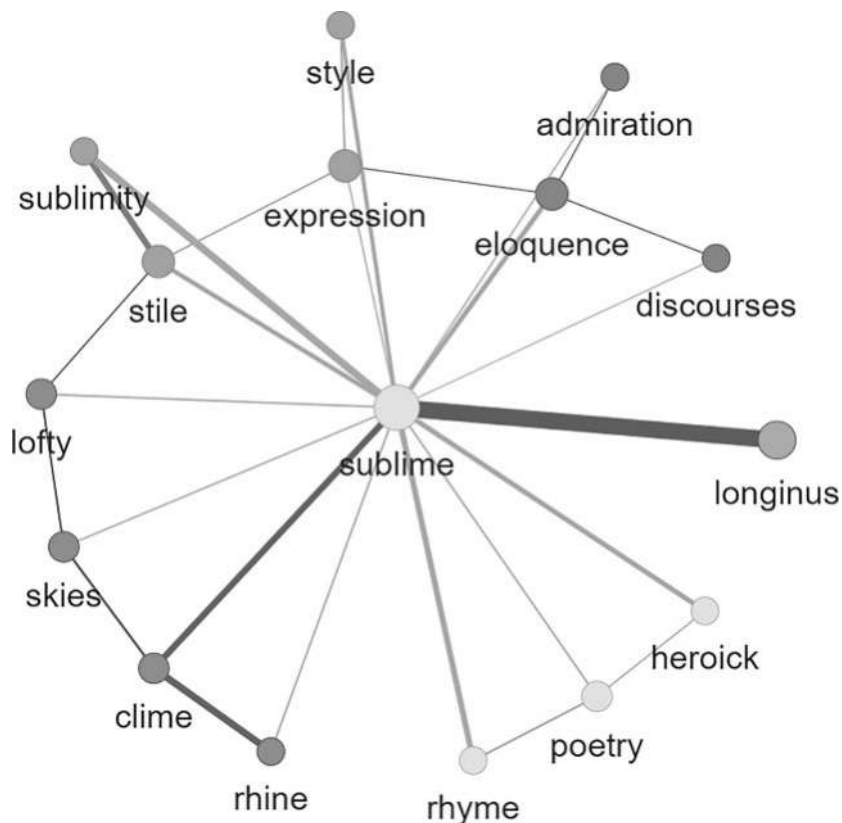 style
admiration
sublimity
expression
eloquence
stile
discourses
lofty
sublime
longinus
skies
heroick
clime
poetry
rhine
rhyme